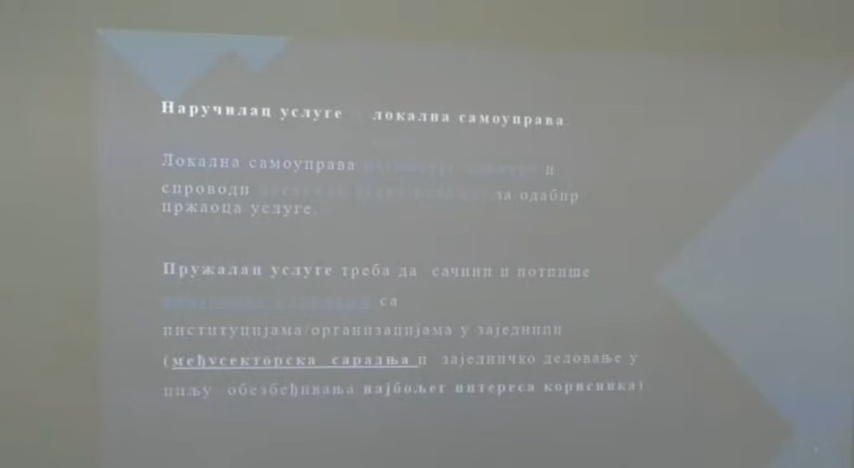 Наручилац услуге локална самоуправа
Локална самоуправа и
спроводи за одабир
пржаоца услуге.
Пружалац услуге треба да сачини и потпише
са
институцијама/организацијама у заједници
(међусекторска сарадња и заједничко деловање у
циљу обезбеђивања најбољег интереса корисника)